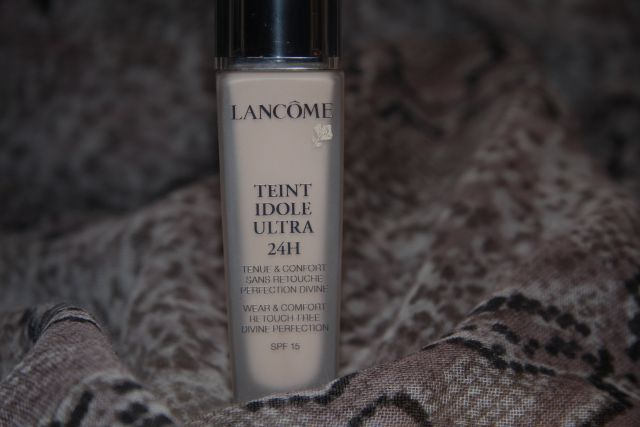 LANCÔME
TEINT
IDOLE
ULTRA
24H
TENUE & CONFORT
SANS RETOUCHE
PERFECTION DIVINE
WEAR & COMFORT
RETOUCH FREE
DIVINE PERFECTION
SPF 15